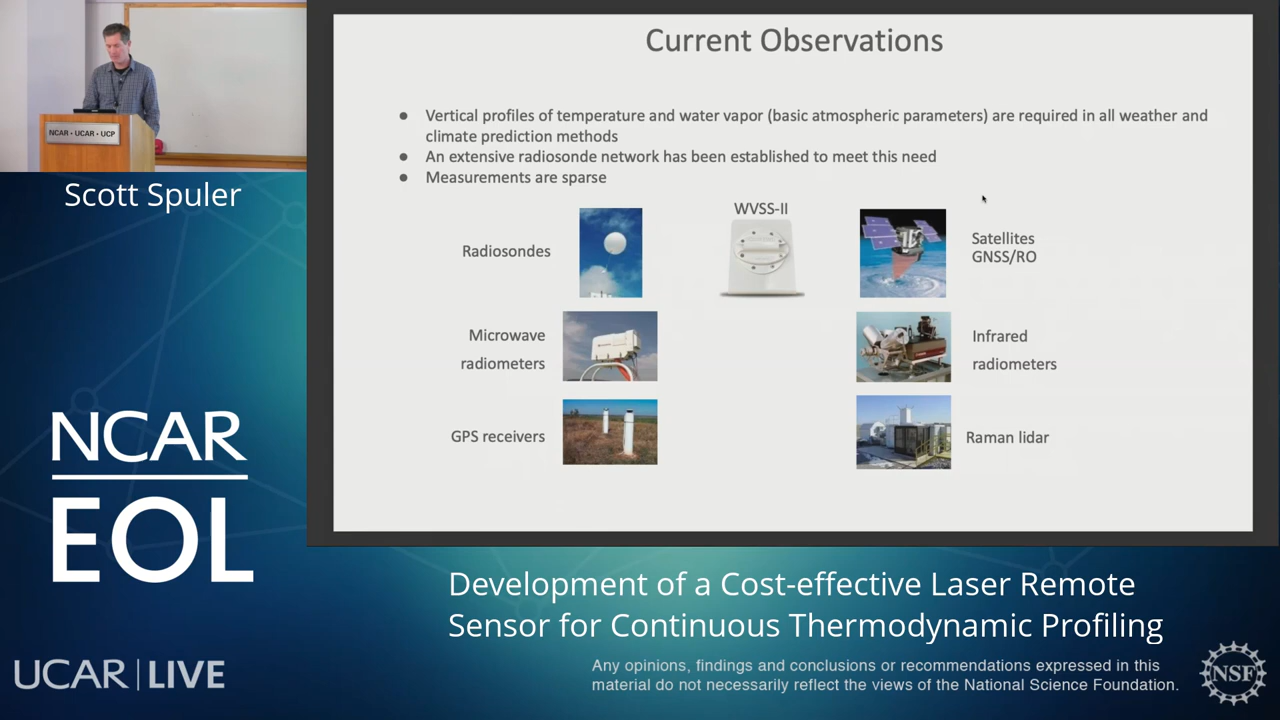 Current Observations
● Vertical profiles of temperature and water vapor (basic atmospheric parameters) are required in all weather and
climate prediction methods
● An extensive radiosonde network has been established to meet this need
● Measurements are sparse
NCAR • UCAR • UCP
Scott Spuler
WVSS-II
Radiosondes
Satellites
GNSS/RO
Microwave
radiometers
Infrared
radiometers
GPS receivers
Raman lidar
NCAR
EOL
Development of a Cost-effective Laser Remote
Sensor for Continuous Thermodynamic Profiling
UCAR | LIVE
Any opinions, findings and conclusions or recommendations expressed in this
material do not necessarily reflect the views of the National Science Foundation.
NSF